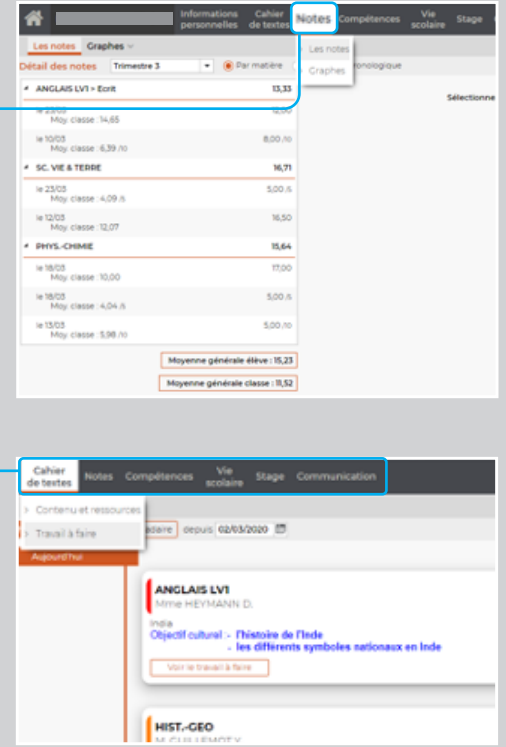 Informations personnelles Cahier de textes Notes Compétences Vie scolaire Stage
Les notes Graphes
Les notes
Graphes
Détail des notes Trimestre 3 Par matière
ANGLAIS LV1 > Ecrit 13,33
12,00
Moy. classe : 14,65
le 10/03 8,00 /10
Moy. classe : 6,39 /10
Sélectionne
SC. VIE & TERRE 16,71
le 23/03 5,00 /5
Moy. classe : 4,09 /5
le 12/03 16,50
Moy. classe : 12,07
PHYS.-CHIMIE 15,64
le 18/03 17,00
Moy. classe : 10,00
le 18/03 5,00 /5
Moy. classe : 4,04 /5
le 13/03 5,00 /10
Moy. classe : 5,98 /10
Moyenne générale élève : 15,23
Moyenne générale classe : 11,52
Cahier de textes Notes Compétences Vie scolaire Stage Communication
Contenu et ressources
Travail à faire
depuis 02/03/2020
Aujourd'hui
ANGLAIS LV1
Mme HEYMANN D.
India
Objectif culturel :- l'histoire de l'Inde
- les différents symboles nationaux en Inde
Voir le travail à faire
HIST.-GEO
M. GUILLEMOT Y.